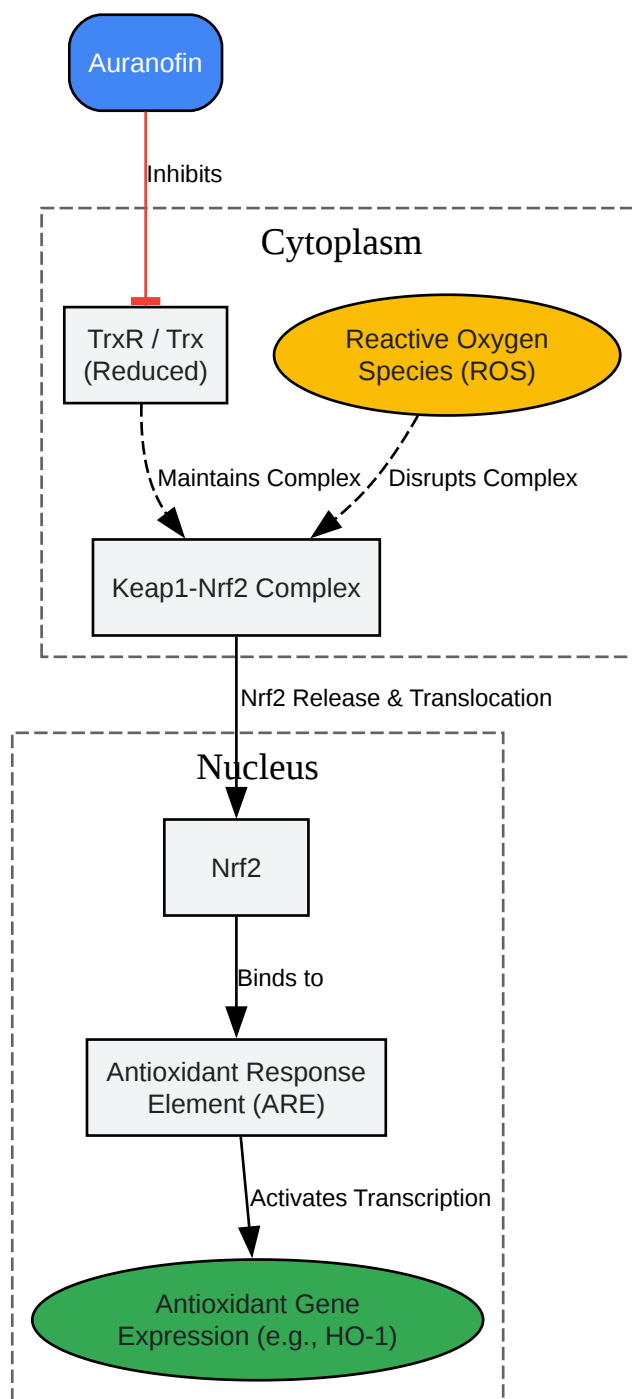 Auranofin
Inhibits
Cytoplasm
TrxR / Trx
(Reduced)
Reactive Oxygen
Species (ROS)
Maintains Complex
Disrupts Complex
Keap1-Nrf2 Complex
Nrf2 Release & Translocation
Nucleus
Nrf2
Binds to
Antioxidant Response
Element (ARE)
Activates Transcription
Antioxidant Gene
Expression (e.g., HO-1)